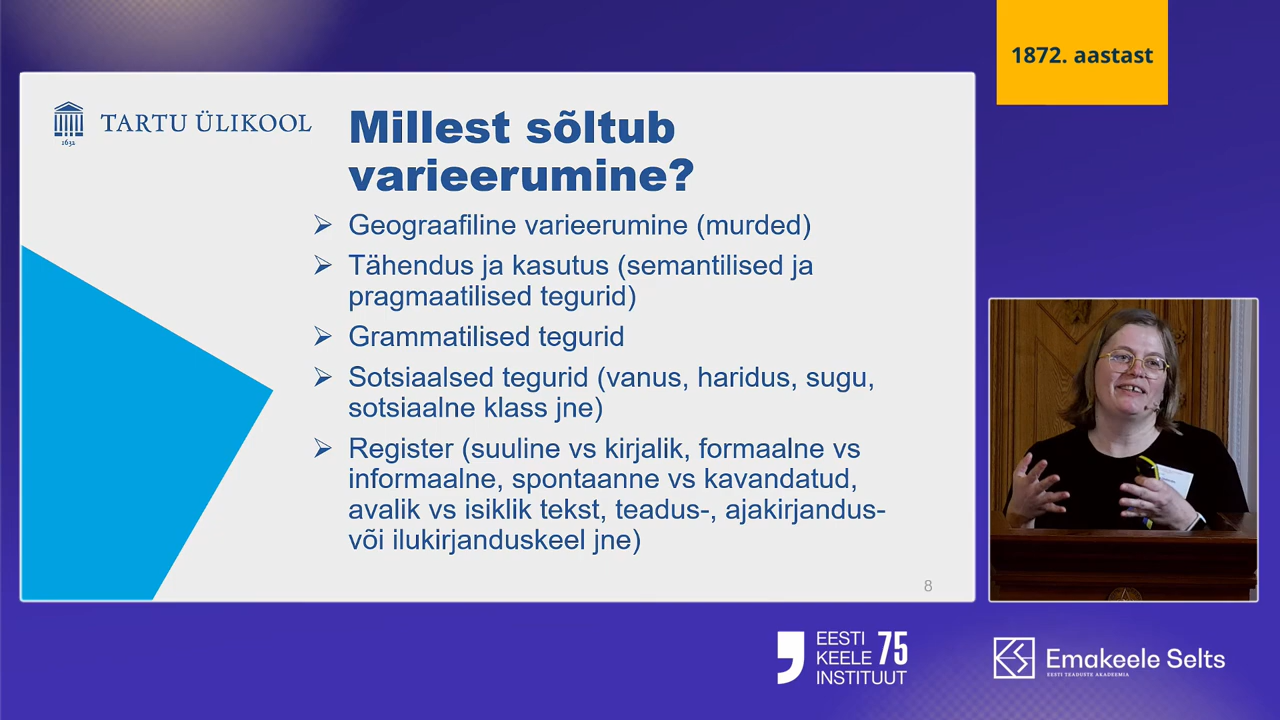 1872. aastast
TARTU ÜLIKOOL
1632
Millest sõltub
varieerumine?
Geograafiline varieerumine (murded)
Tähendus ja kasutus (semantilised ja
pragmaatilised tegurid)
Grammatilised tegurid
Sotsiaalsed tegurid (vanus, haridus, sugu,
sotsiaalne klass jne)
Register (suuline vs kirjalik, formaalne vs
informaalne, spontaanne vs kavandatud,
avalik vs isiklik tekst, teadus-, ajakirjandus-
või ilukirjanduskeel jne)
8
EESTI
KEELE 75
INSTITUUT
Emakeele Selts
EESTI TEADUSTE AKADEEMIA